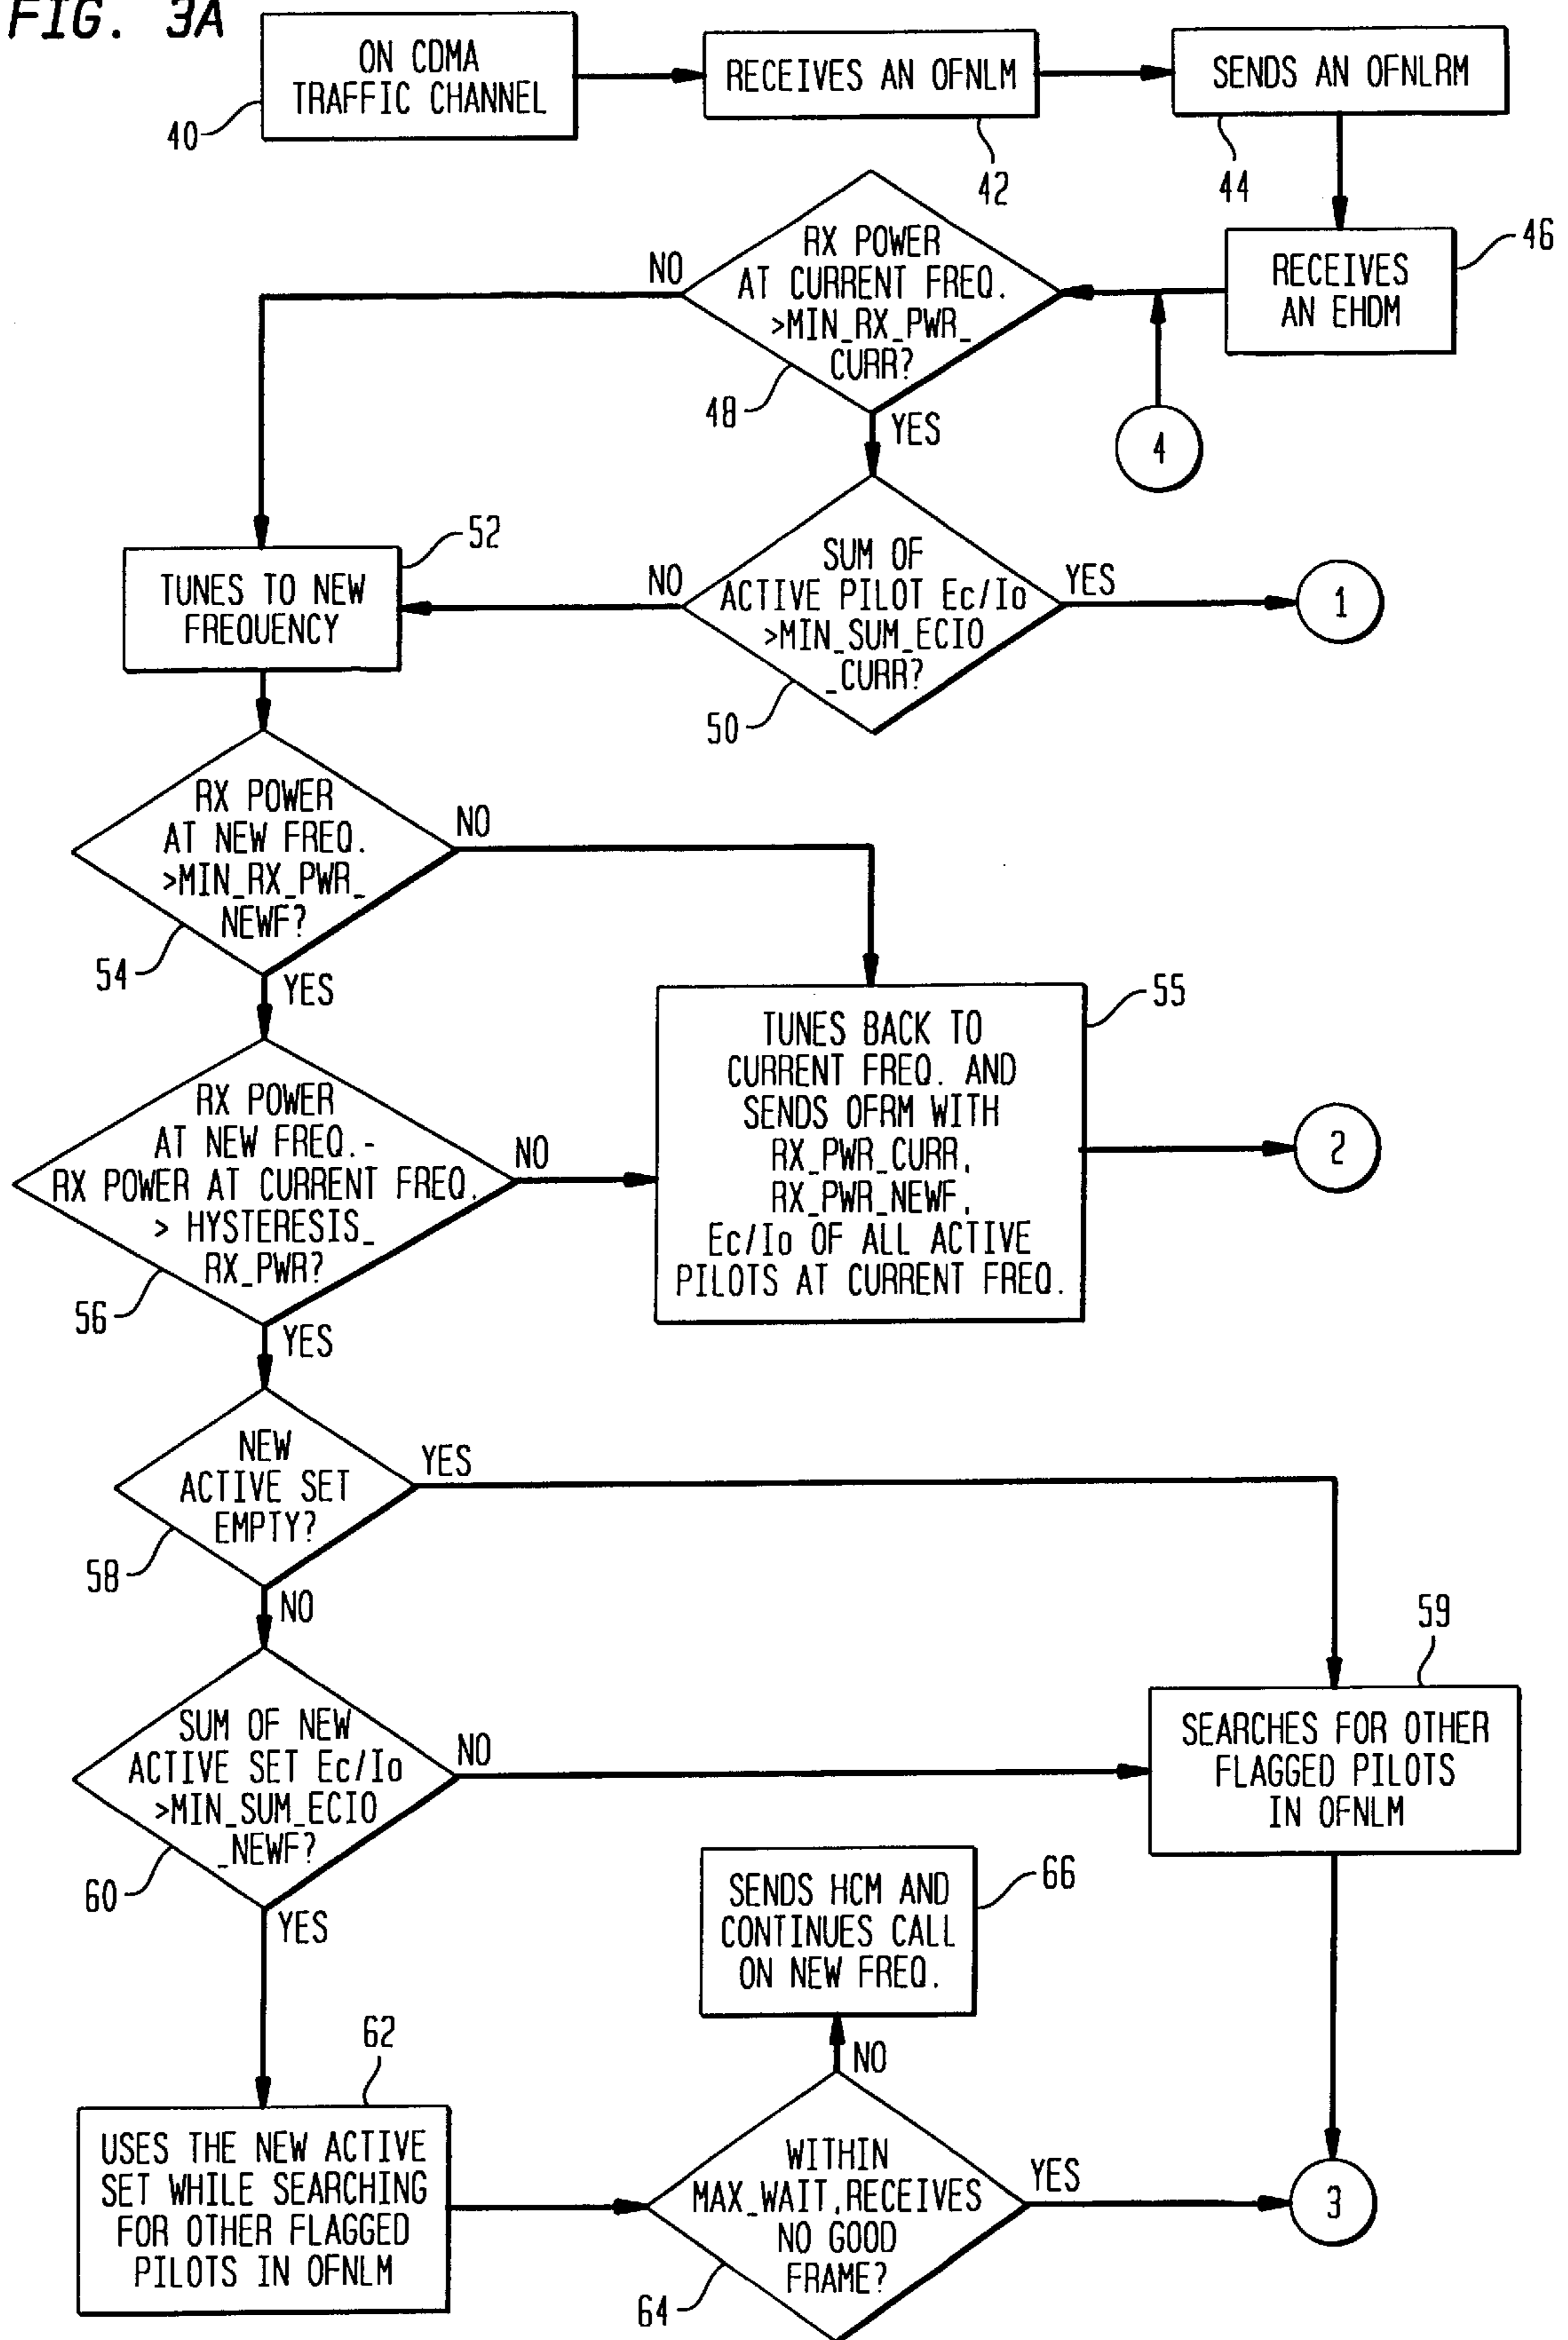 FIG. 3A
ON CDMA
TRAFFIC CHANNEL
40
RECEIVES AN OFNLM
42
SENDS AN OFNLRM
44
RECEIVES
AN EHDM
46
RX POWER
AT CURRENT FREQ.
>MIN_RX_PWR_
CURR?
48
NO
YES
4
SUM OF
ACTIVE PILOT Ec/Io
>MIN_SUM_ECIO
_CURR?
50
NO
YES
1
TUNES TO NEW
FREQUENCY
52
RX POWER
AT NEW FREQ.
>MIN_RX_PWR_
NEWF?
54
NO
YES
TUNES BACK TO
CURRENT FREQ. AND
SENDS OFRM WITH
RX_PWR_CURR,
RX_PWR_NEWF,
Ec/Io OF ALL ACTIVE
PILOTS AT CURRENT FREQ.
55
2
RX POWER
AT NEW FREQ.-
RX POWER AT CURRENT FREQ.
> HYSTERESIS_
RX_PWR?
56
NO
YES
NEW
ACTIVE SET
EMPTY?
58
YES
NO
SEARCHES FOR OTHER
FLAGGED PILOTS
IN OFNLM
59
SUM OF NEW
ACTIVE SET Ec/Io
>MIN_SUM_ECIO
_NEWF?
60
NO
YES
SENDS HCM AND
CONTINUES CALL
ON NEW FREQ.
66
USES THE NEW ACTIVE
SET WHILE SEARCHING
FOR OTHER FLAGGED
PILOTS IN OFNLM
62
WITHIN
MAX_WAIT,RECEIVES
NO GOOD
FRAME?
64
NO
YES
3